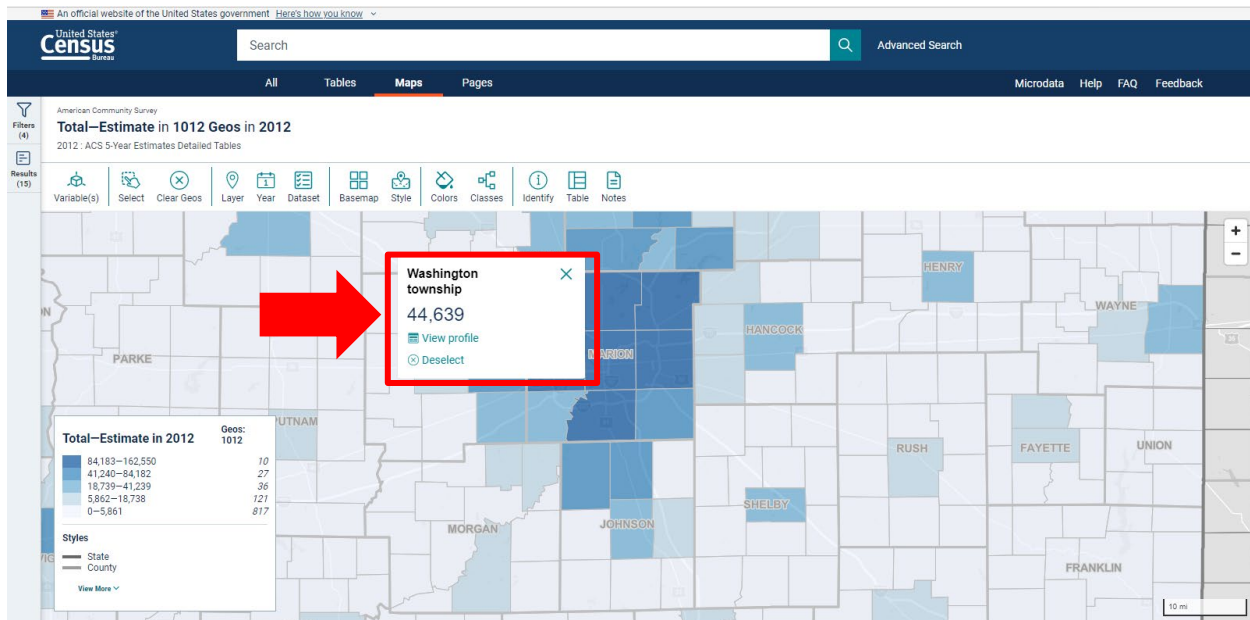 An official website of the United States government Here's how you know
United States®
Census
Bureau
Search
Advanced Search
All Tables Maps Pages
Microdata Help FAQ Feedback
Filters
(4)
Results
(15)
American Community Survey
Total—Estimate in 1012 Geos in 2012
2012 : ACS 5-Year Estimates Detailed Tables
Variable(s) Select Clear Geos Layer Year Dataset Basemap Style Colors Classes Identify Table Notes
Washington
township
44,639
View profile
Deselect
HENRY
WAYNE
HANCOCK
MARION
PARKE
PUTNAM
RUSH
FAYETTE
UNION
SHELBY
MORGAN
JOHNSON
FRANKLIN
Total—Estimate in 2012
Geos:
1012
84,183—162,550 10
41,240—84,182 27
18,739—41,239 36
5,862—18,738 121
0—5,861 817
Styles
State
County
View More
+
−
10 mi